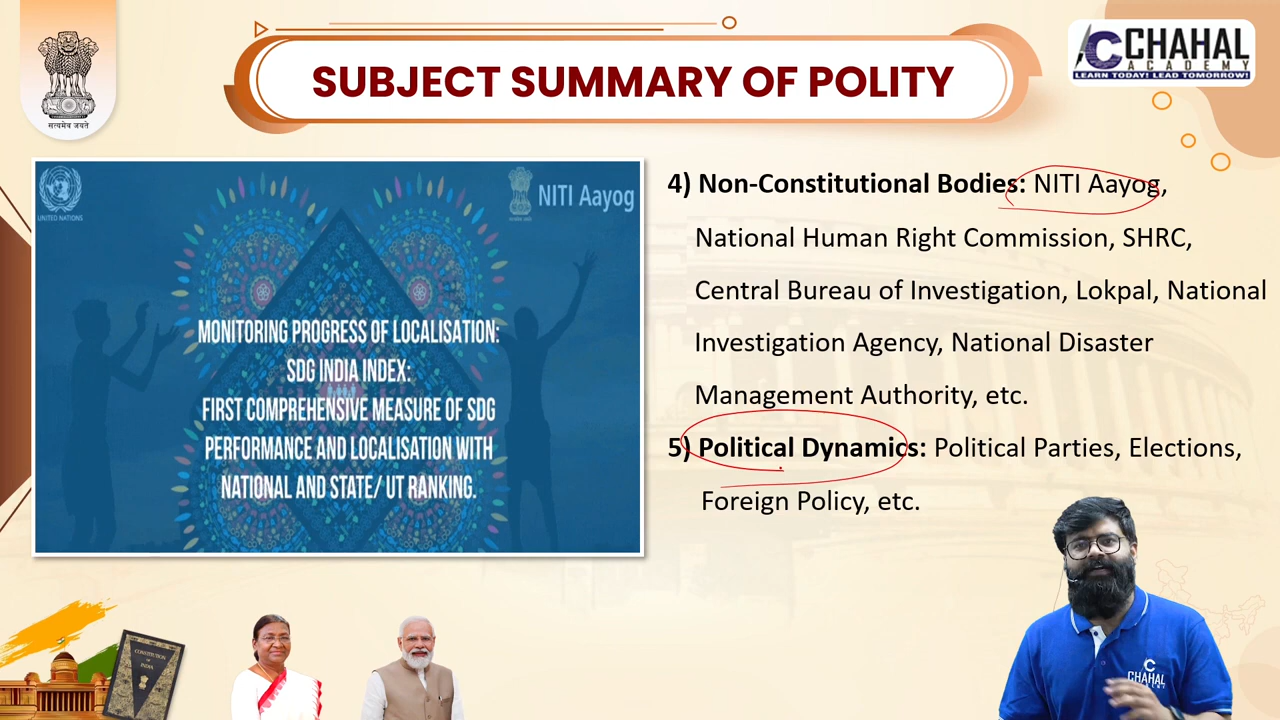 सत्यमेव जयते
SUBJECT SUMMARY OF POLITY
CHAHAL
ACADEMY
LEARN TODAY! LEAD TOMORROW!
UNITED NATIONS
NITI Aayog
MONITORING PROGRESS OF LOCALISATION:
SDG INDIA INDEX:
FIRST COMPREHENSIVE MEASURE OF SDG
PERFORMANCE AND LOCALISATION WITH
NATIONAL AND STATE/ UT RANKING.
4) Non-Constitutional Bodies: NITI Aayog,
National Human Right Commission, SHRC,
Central Bureau of Investigation, Lokpal, National
Investigation Agency, National Disaster
Management Authority, etc.
5) Political Dynamics: Political Parties, Elections,
Foreign Policy, etc.
CONSTITUTION
OF
INDIA
CHAHAL
ACADEMY